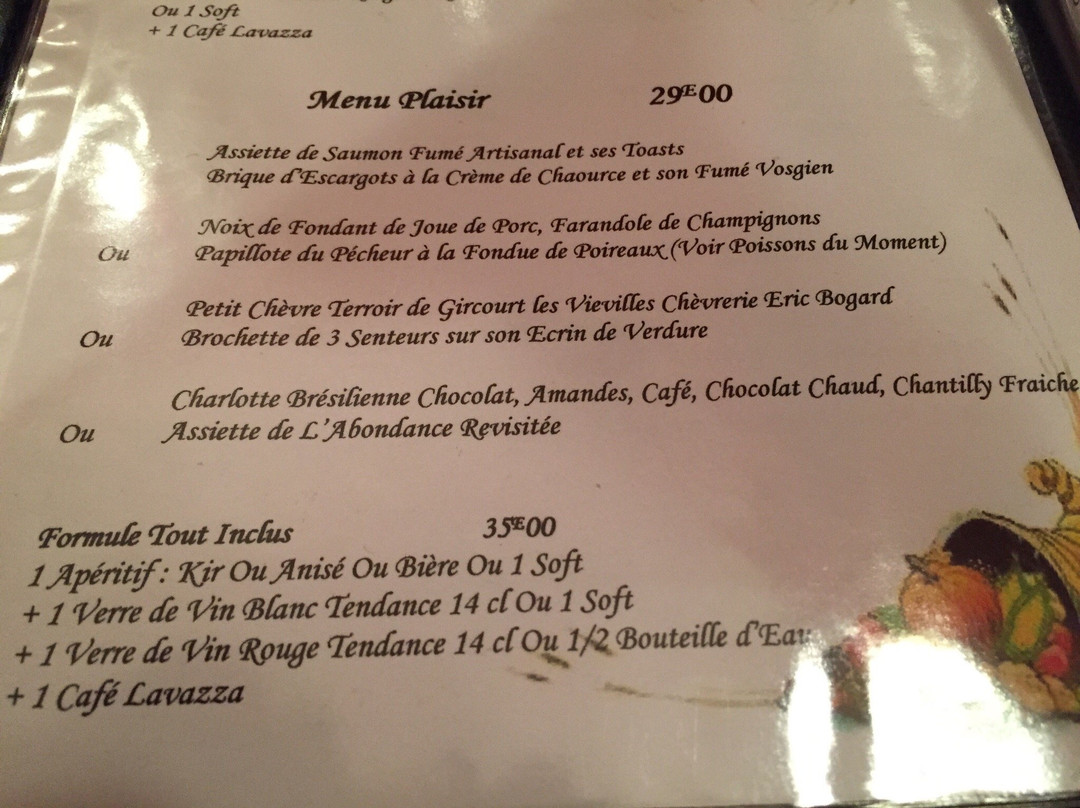 Ou 1 Soft
+ 1 Café Lavazza
Menu Plaisir 29E00
Assiette de Saumon Fumé Artisanal et ses Toasts
Brique d'Escargots à la Crème de Chaource et son Fumé Vosgien
Noix de Fondant de Joue de Porc, Farandole de Champignons
Ou Papillote du Pécheur à la Fondue de Poireaux (Voir Poissons du Moment)
Petit Chèvre Terroir de Gircourt les Vievilles Chèvrerie Eric Bogard
Ou Brochette de 3 Senteurs sur son Ecrin de Verdure
Charlotte Brésilienne Chocolat, Amandes, Café, Chocolat Chaud, Chantilly Fraiche
Ou Assiette de L'Abondance Revisitée
Formule Tout Inclus 35E00
1 Apéritif : Kir Ou Anisé Ou Bière Ou 1 Soft
+ 1 Verre de Vin Blanc Tendance 14 cl Ou 1 Soft
+ 1 Verre de Vin Rouge Tendance 14 cl Ou 1/2 Bouteille d'Eau
+ 1 Café Lavazza